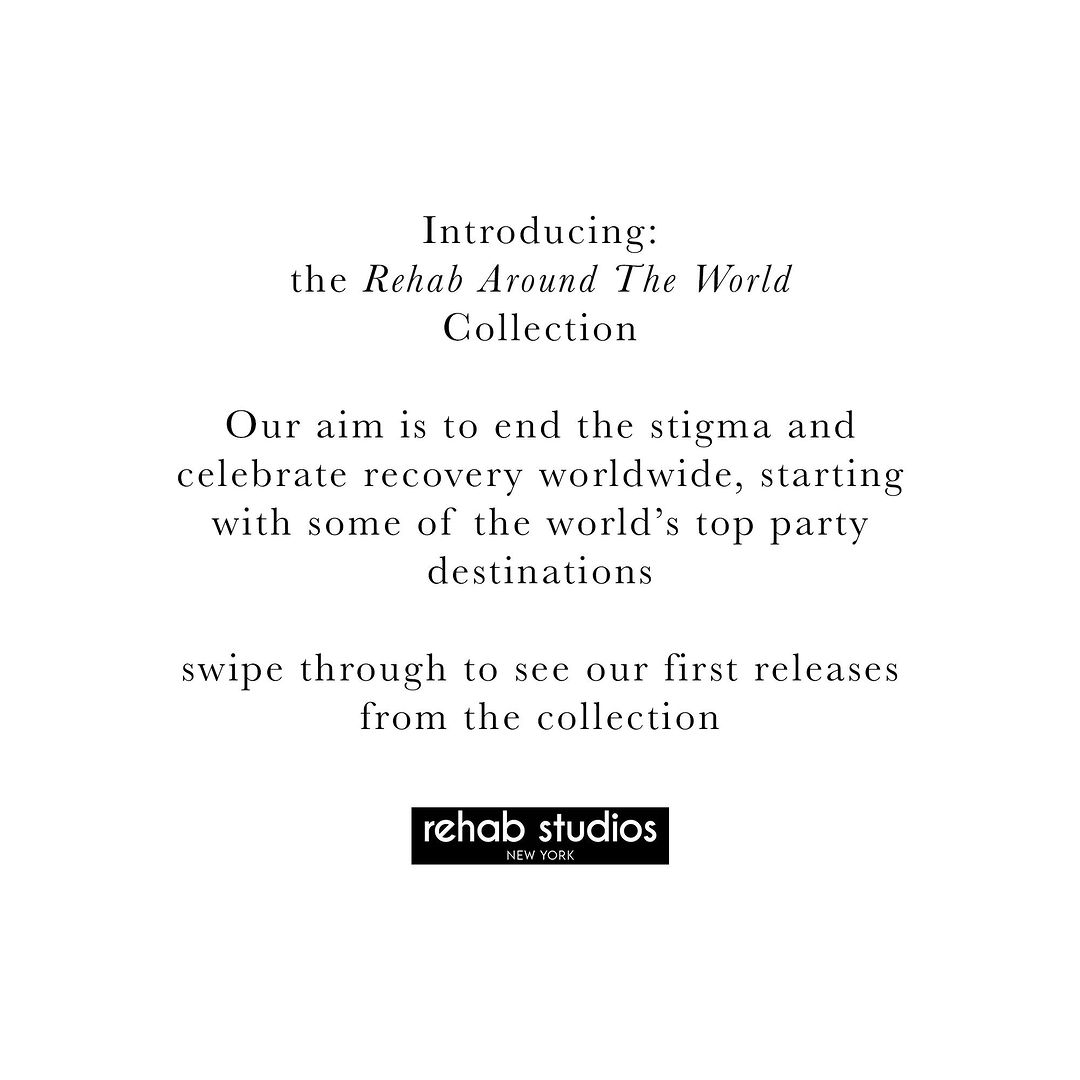 Introducing:
the Rehab Around The World
Collection
Our aim is to end the stigma and
celebrate recovery worldwide, starting
with some of the world’s top party
destinations
swipe through to see our first releases
from the collection
rehab studios
NEW YORK